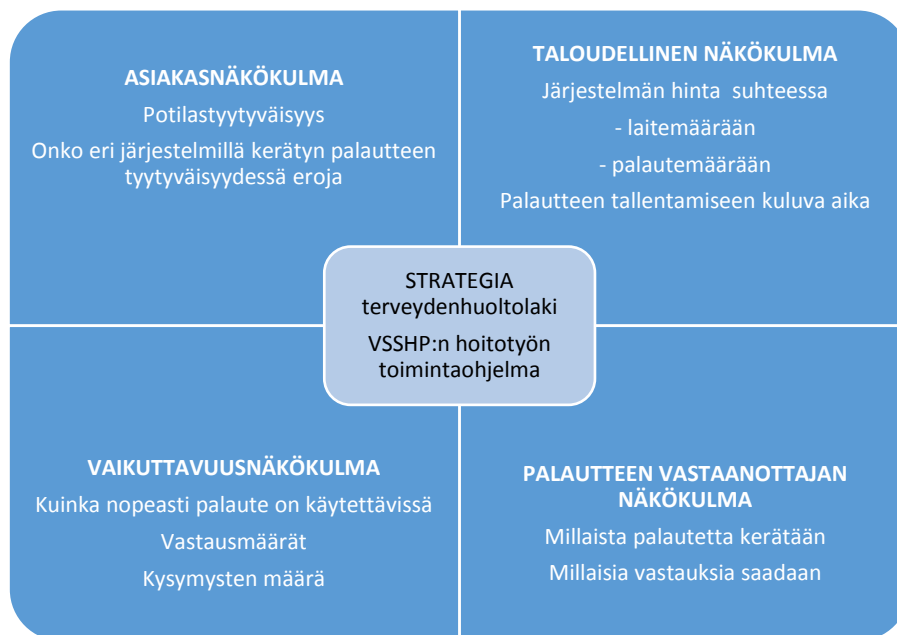 ASIAKASNÄKÖKULMA
Potilastyytyväisyys
Onko eri järjestelmillä kerätyn palautteen
tyytyväisyydessä eroja
TALOUDELLINEN NÄKÖKULMA
Järjestelmän hinta suhteessa
- laitemäärään
- palautemäärään
Palautteen tallentamiseen kuluva aika
STRATEGIA
terveydenhuoltolaki
VSSHP:n hoitotyön
toimintaohjelma
VAIKUTTAVUUSNÄKÖKULMA
Kuinka nopeasti palaute on käytettävissä
Vastausmäärät
Kysymysten määrä
PALAUTTEEN VASTAANOTTAJAN
NÄKÖKULMA
Millaista palautetta kerätään
Millaisia vastauksia saadaan